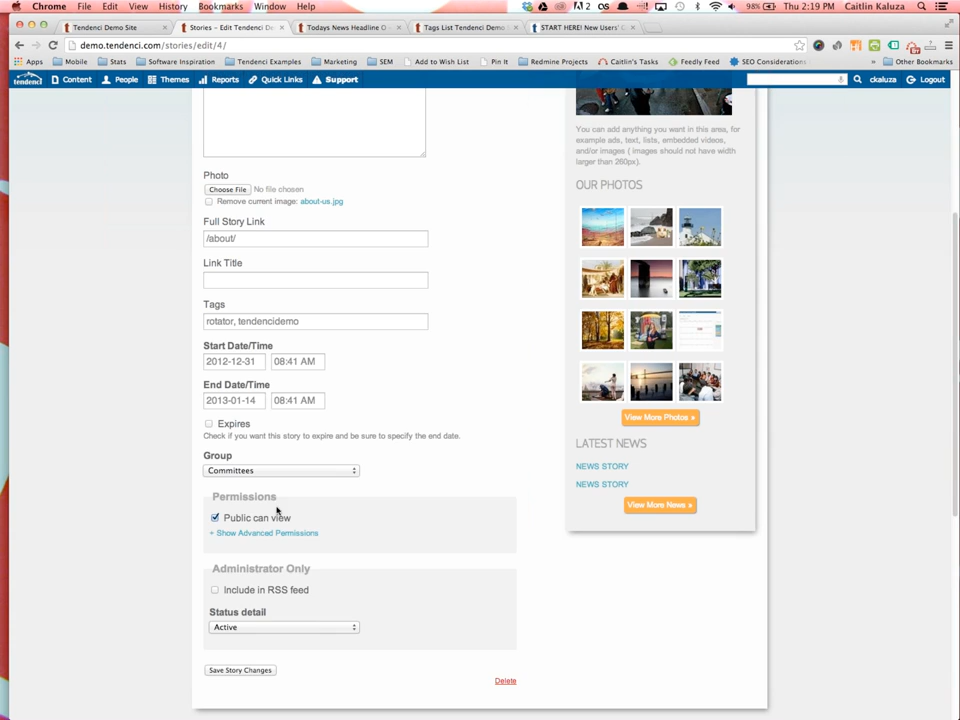 Chrome File Edit View History Bookmarks Window Help 2 98% Thu 2:19 PM Caitlin Kaluza
Tendenci Demo Site Stories – Edit Tendenci De Todays News Headline O Tags List Tendenci Demo START HERE! New Users' G
demo.tendenci.com/stories/edit/4/
Apps Mobile Stats Software Inspiration Tendenci Examples Marketing SEM Add to Wish List Pin It Redmine Projects Caitlin's Tasks Feedly Feed SEO Considerations » Other Bookmarks
tendenci Content People Themes Reports Quick Links Support ckaluza Logout
You can add anything you want in this area, for
example ads, text, lists, embedded videos,
and/or images ( images should not have width
larger than 260px).
Photo
Choose File No file chosen
Remove current image: about-us.jpg
OUR PHOTOS
Full Story Link
/about/
Link Title
Tags
rotator, tendencidemo
Start Date/Time
2012-12-31 08:41 AM
End Date/Time
2013-01-14 08:41 AM
View More Photos »
Expires
Check if you want this story to expire and be sure to specify the end date.
LATEST NEWS
NEWS STORY
NEWS STORY
View More News »
Group
Committees
Permissions
Public can view
+ Show Advanced Permissions
Administrator Only
Include in RSS feed
Status detail
Active
Save Story Changes
Delete